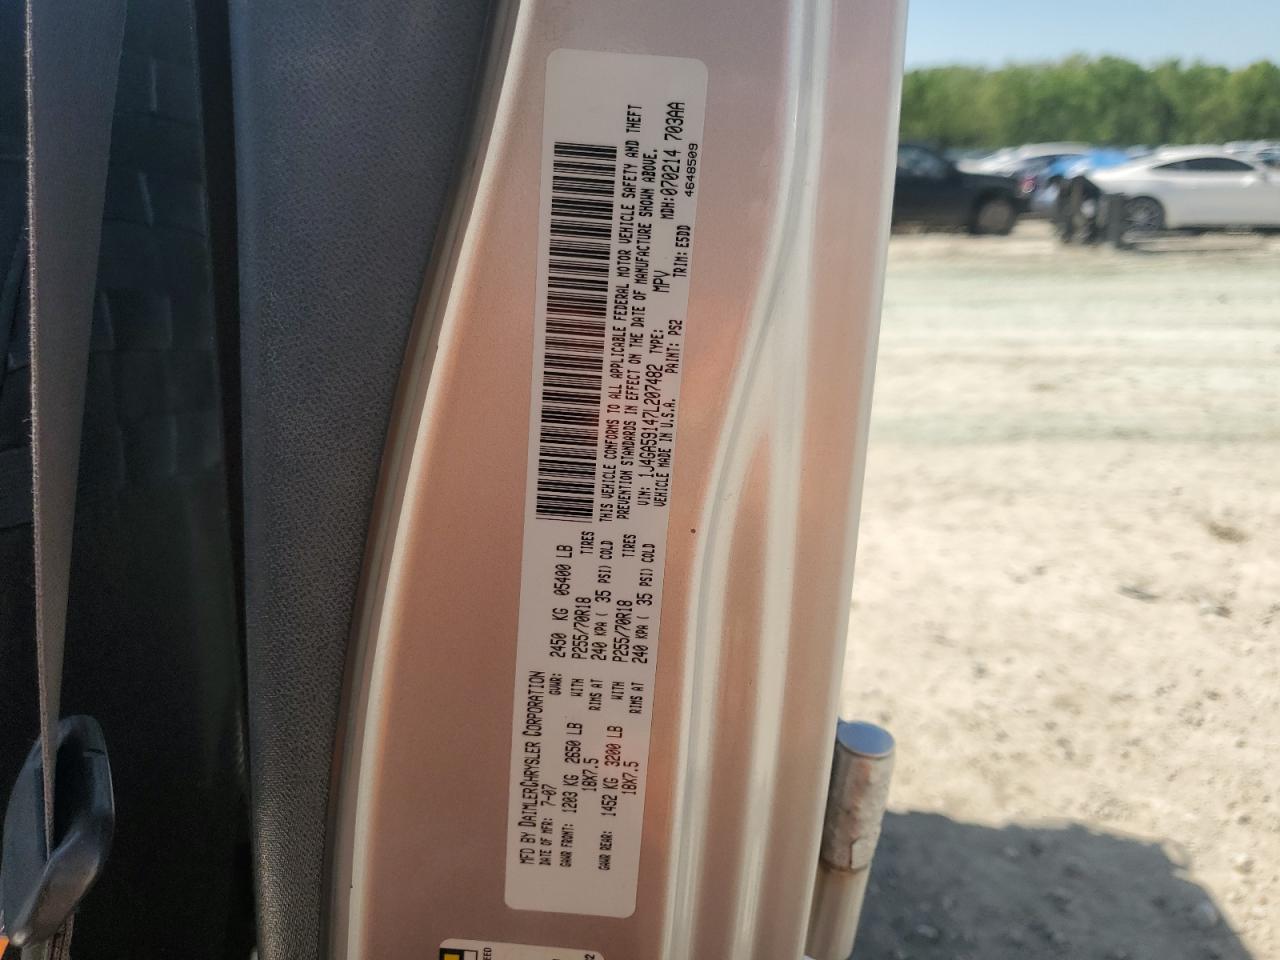 MFD BY DAIMLERCHRYSLER CORPORATION
DATE OF MFR: 7-07 GVWR: 2450 KG 05400 LB
GAWR FRONT: 1203 KG 2650 LB WITH P255/70R18 TIRES
18X7.5 RIMS AT 240 KPA ( 35 PSI) COLD
GAWR REAR: 1452 KG 3200 LB WITH P255/70R18 TIRES
18X7.5 RIMS AT 240 KPA ( 35 PSI) COLD
THIS VEHICLE CONFORMS TO ALL APPLICABLE FEDERAL MOTOR VEHICLE SAFETY AND THEFT
PREVENTION STANDARDS IN EFFECT ON THE DATE OF MANUFACTURE SHOWN ABOVE.
VIN: 1J4GA59147L207482 TYPE: MPV MDH:070214 703AA
VEHICLE MADE IN U.S.A. PAINT: PS2 TRIM: E5DD 4648509